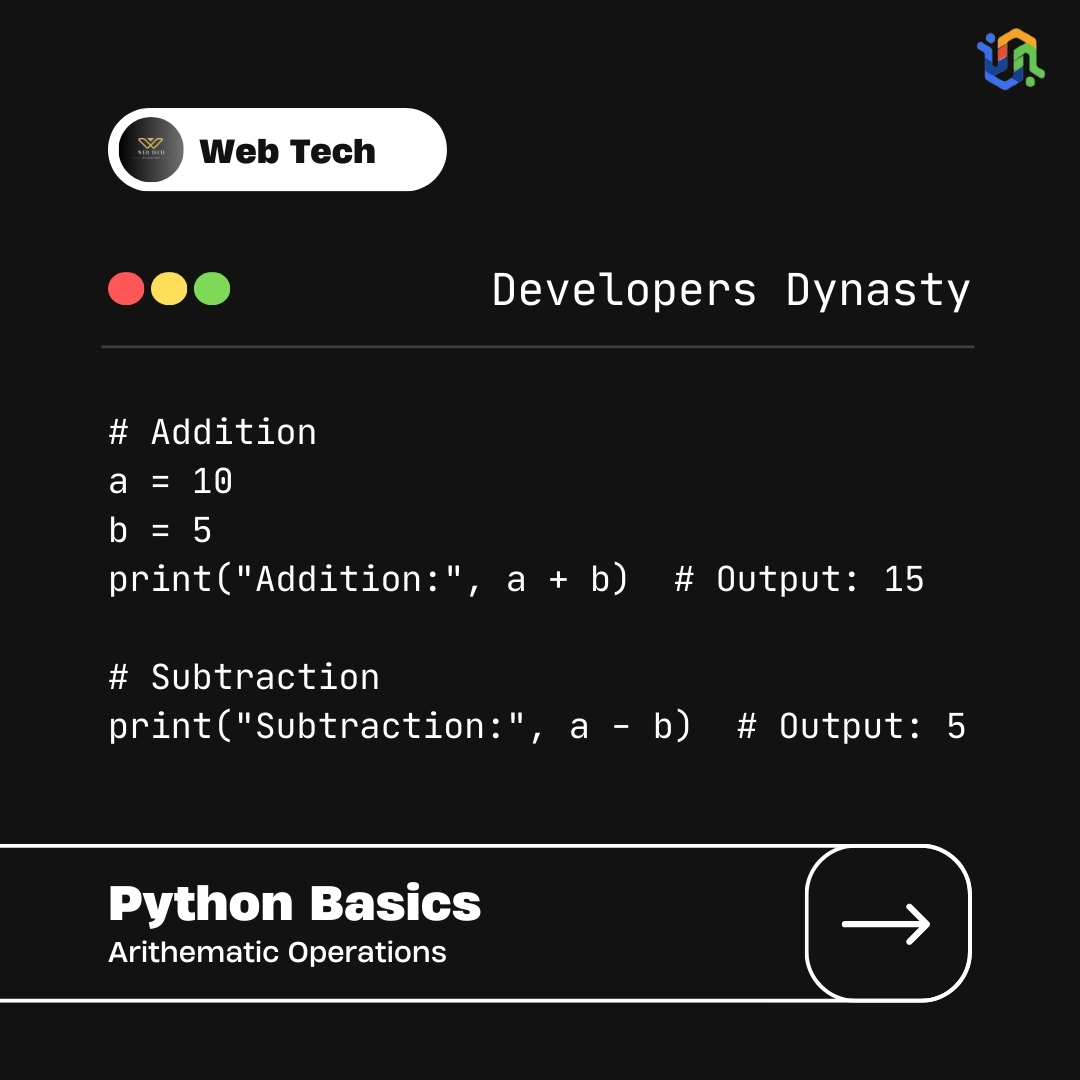 Web Tech
Developers Dynasty
# Addition
a = 10
b = 5
print("Addition:", a + b)  # Output: 15
# Subtraction
print("Subtraction:", a - b)  # Output: 5
Python Basics
Arithematic Operations